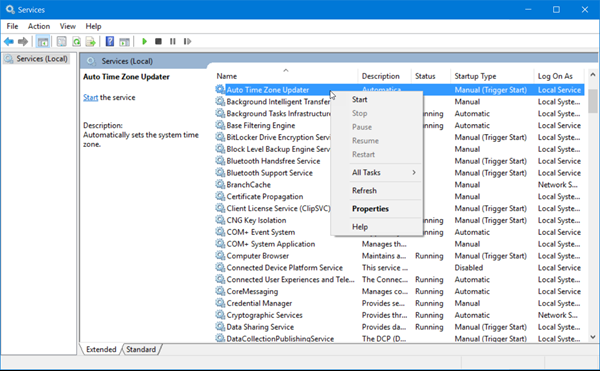 Services
File Action View Help
Services (Local)
Services (Local)
Auto Time Zone Updater
Start the service
Description:
Automatically sets the system time
zone.
Name Description Status Startup Type Log On As
Auto Time Zone Updater Automatica... Manual (Trigger Start) Local Service
Background Intelligent Transfer Manual Local Syste...
Background Tasks Infrastructure unning Automatic Local Syste...
Base Filtering Engine unning Automatic Local Service
BitLocker Drive Encryption Serv Manual (Trigger Start) Local Syste...
Block Level Backup Engine Serv Manual Local Syste...
Bluetooth Handsfree Service Manual (Trigger Start) Local Service
Bluetooth Support Service Manual (Trigger Start) Local Service
BranchCache Manual Network S...
Certificate Propagation Manual Local Syste...
Client License Service (ClipSVC) Manual (Trigger Start) Local Syste...
CNG Key Isolation unning Manual (Trigger Start) Local Syste...
COM+ Event System unning Automatic Local Service
COM+ System Application Manages th... Manual Local Syste...
Computer Browser Maintains a... Running Manual (Trigger Start) Local Syste...
Connected Device Platform Service This service ... Disabled Local Syste...
Connected User Experiences and Tele... The Connec... Running Automatic Local Syste...
CoreMessaging Manages co... Running Automatic Local Service
Credential Manager Provides se... Running Manual Local Syste...
Cryptographic Services Provides thr... Running Automatic Network S...
Data Sharing Service Provides da... Running Manual (Trigger Start) Local Syste...
DataCollectionPublishingService The DCP (D... Manual (Trigger Start) Local Syste...
Start
Stop
Pause
Resume
Restart
All Tasks
Refresh
Properties
Help
Extended Standard